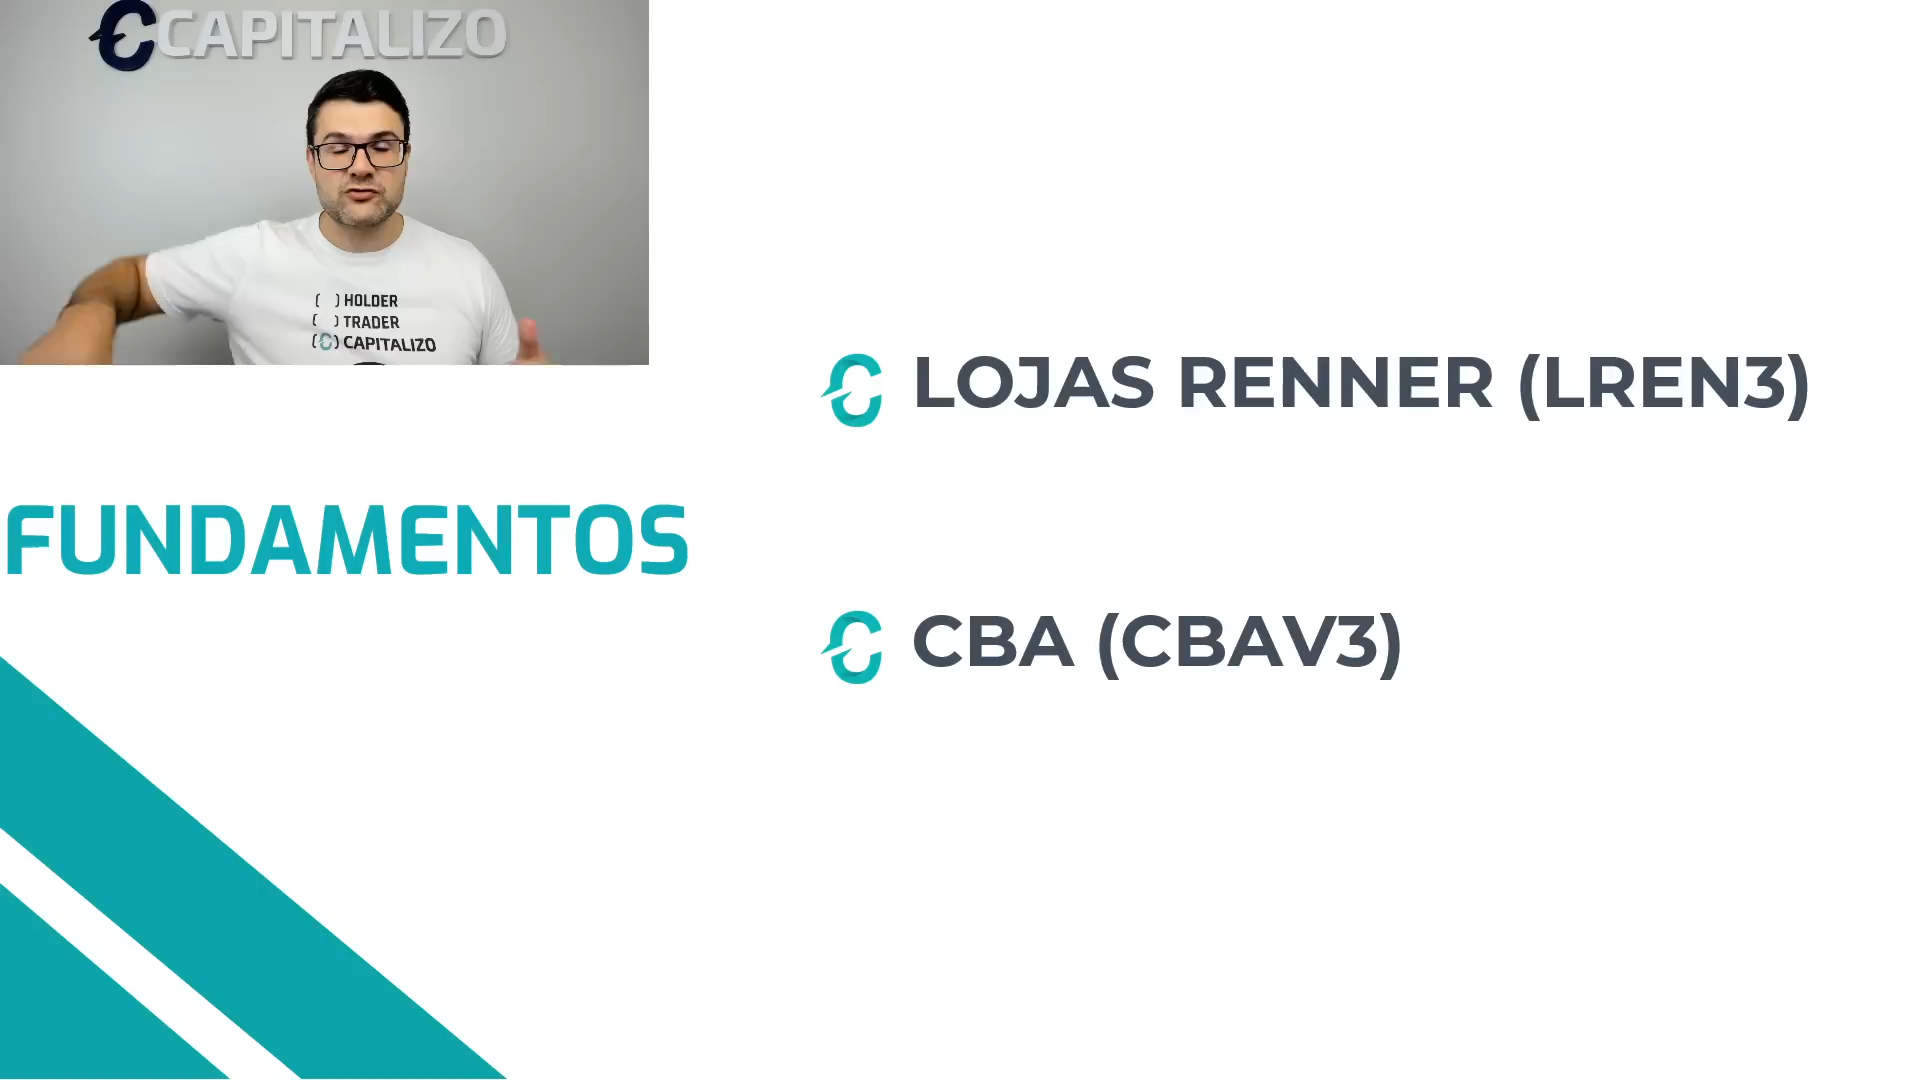 CAPITALIZO
( ) HOLDER
( ) TRADER
(C) CAPITALIZO
LOJAS RENNER (LREN3)
FUNDAMENTOS
CBA (CBAV3)